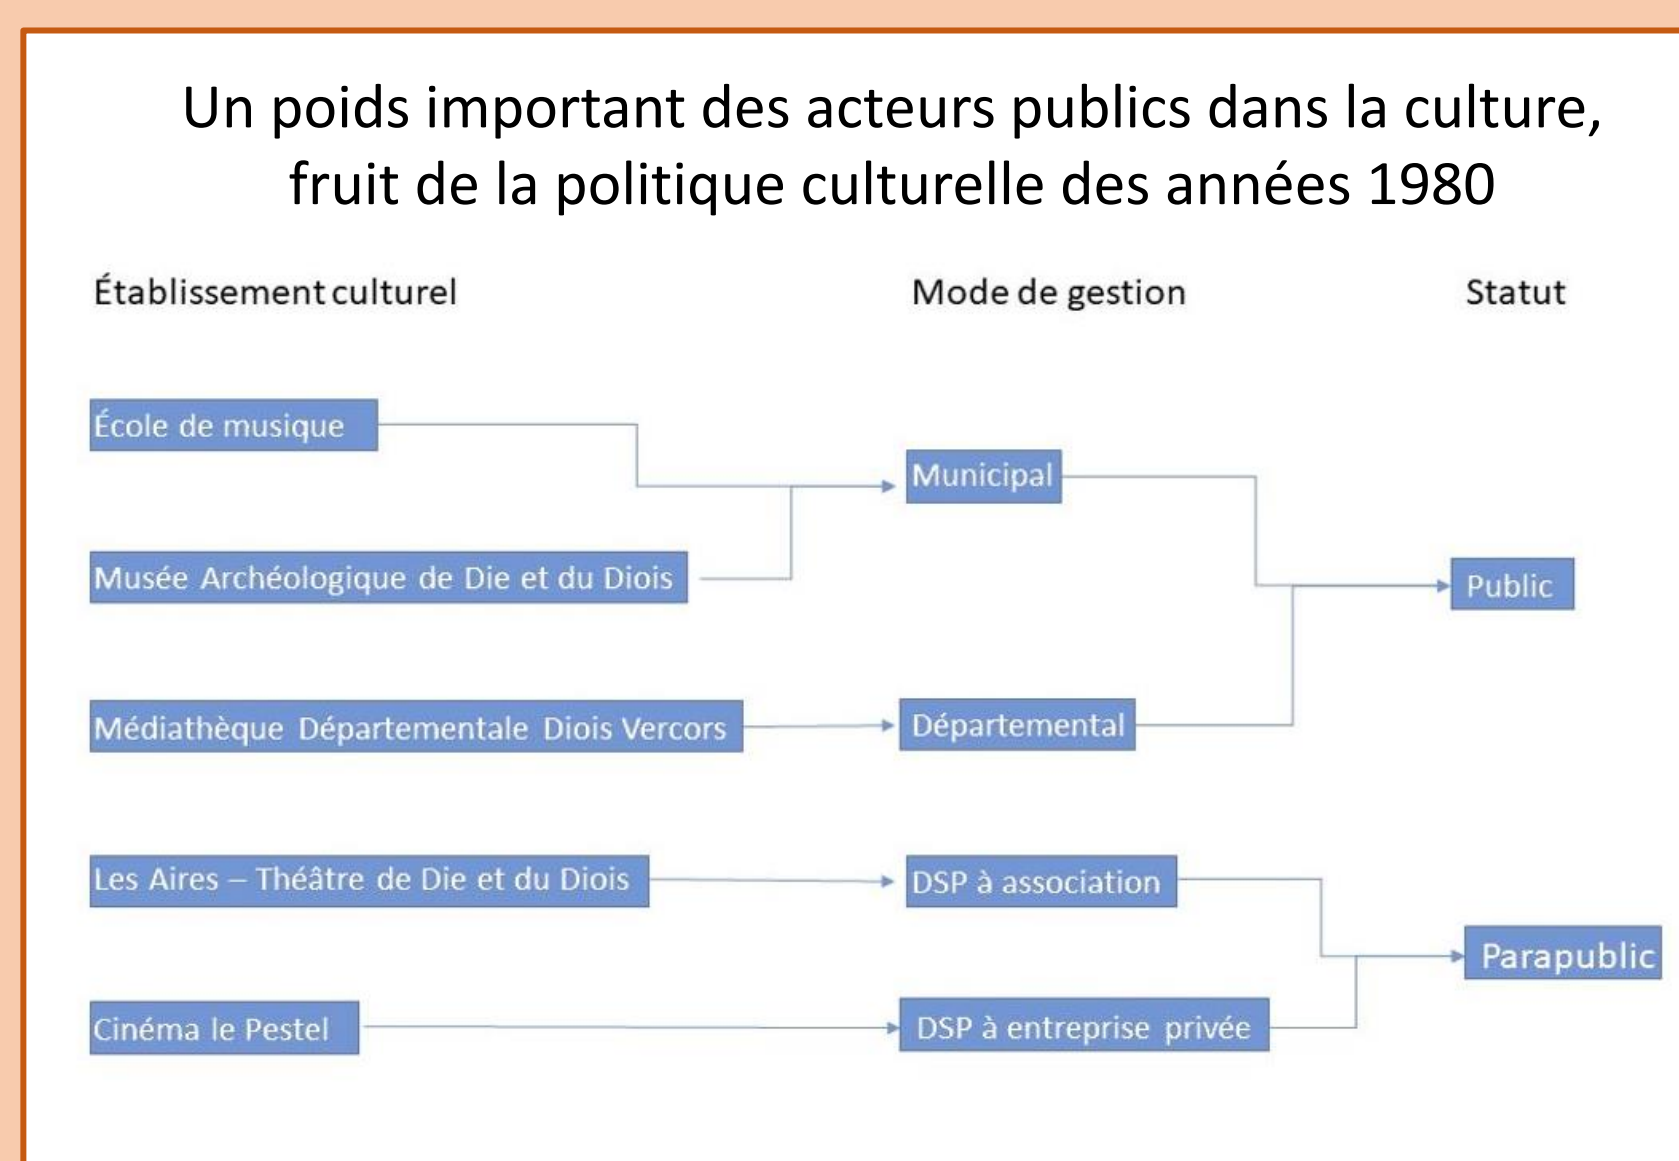 Un poids important des acteurs publics dans la culture,
fruit de la politique culturelle des années 1980
Établissement culturel
Mode de gestion
Statut
École de musique
Municipal
Musée Archéologique de Die et du Diois
Public
Médiathèque Départementale Diois Vercors
Départemental
Les Aires – Théâtre de Die et du Diois
DSP à association
Parapublic
Cinéma le Pestel
DSP à entreprise privée